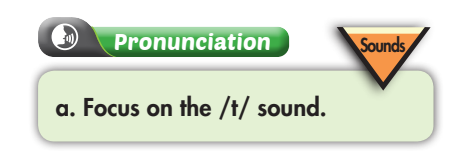 Pronunciation
Sounds
a. Focus on the /t/ sound.